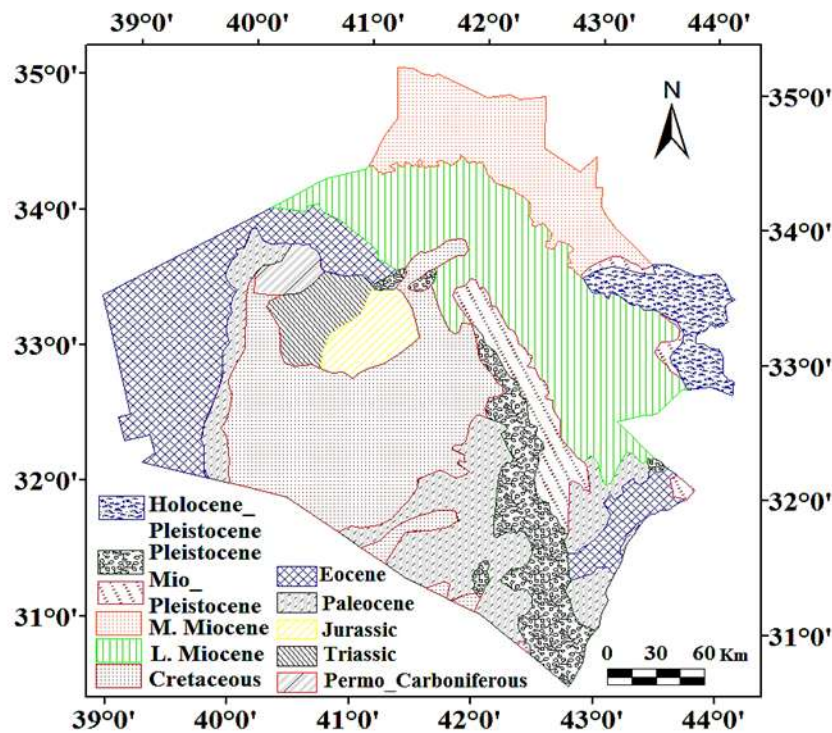 39°0' 40°0' 41°0' 42°0' 43°0' 44°0'
35°0' 35°0'
N
34°0' 34°0'
33°0' 33°0'
32°0' 32°0'
31°0' 31°0'
Holocene_
Pleistocene
Pleistocene
Mio_
Pleistocene
M. Miocene
L. Miocene
Cretaceous
Eocene
Paleocene
Jurassic
Triassic
Permo_Carboniferous
0 30 60 Km
39°0' 40°0' 41°0' 42°0' 43°0' 44°0'